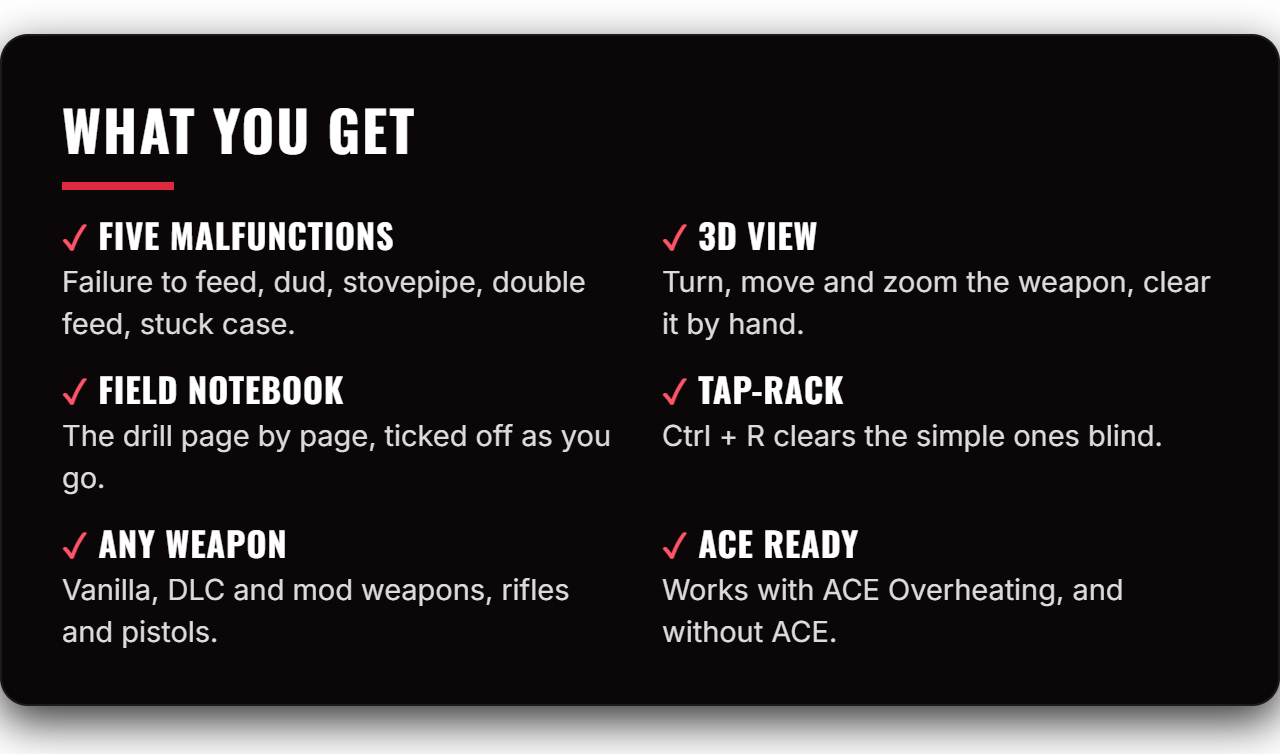 WHAT YOU GET
✓ FIVE MALFUNCTIONS
Failure to feed, dud, stovepipe, double
feed, stuck case.
✓ 3D VIEW
Turn, move and zoom the weapon, clear
it by hand.
✓ FIELD NOTEBOOK
The drill page by page, ticked off as you
go.
✓ TAP-RACK
Ctrl + R clears the simple ones blind.
✓ ANY WEAPON
Vanilla, DLC and mod weapons, rifles
and pistols.
✓ ACE READY
Works with ACE Overheating, and
without ACE.